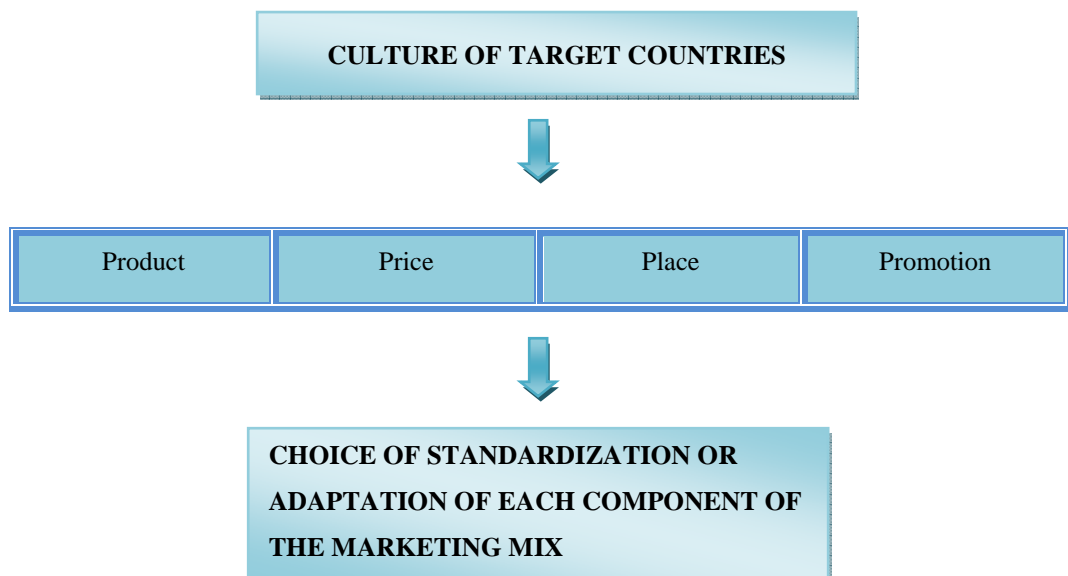 CULTURE OF TARGET COUNTRIES
Product Price Place Promotion
CHOICE OF STANDARDIZATION OR
ADAPTATION OF EACH COMPONENT OF
THE MARKETING MIX